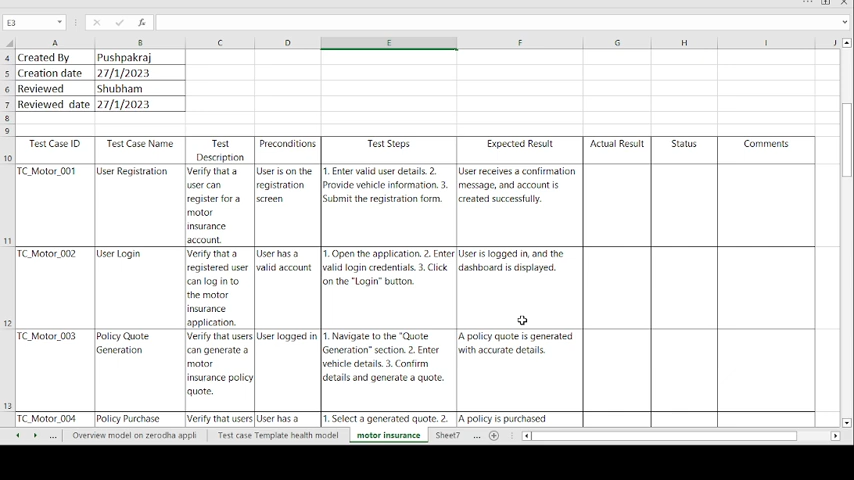 E3
fx
A B C D E F G H I J
4 Created By Pushpakraj
5 Creation date 27/1/2023
6 Reviewed Shubham
7 Reviewed date 27/1/2023
8
9
10 Test Case ID Test Case Name Test Preconditions Test Steps Expected Result Actual Result Status Comments
Description
TC_Motor_001 User Registration Verify that a User is on the 1. Enter valid user details. 2. User receives a confirmation
user can registration Provide vehicle information. 3. message, and account is
register for a screen Submit the registration form. created successfully.
motor
insurance
11 account.
TC_Motor_002 User Login Verify that a User has a 1. Open the application. 2. Enter User is logged in, and the
registered user valid account valid login credentials. 3. Click dashboard is displayed.
can log in to on the "Login" button.
the motor
insurance
12 application.
TC_Motor_003 Policy Quote Verify that users User logged in 1. Navigate to the "Quote A policy quote is generated
Generation can generate a Generation" section. 2. Enter with accurate details.
motor vehicle details. 3. Confirm
insurance policy details and generate a quote.
quote.
13
TC_Motor_004 Policy Purchase Verify that users User has a 1. Select a generated quote. 2. A policy is purchased
... Overview model on zerodha appli Test case Template health model motor insurance Sheet7 ...